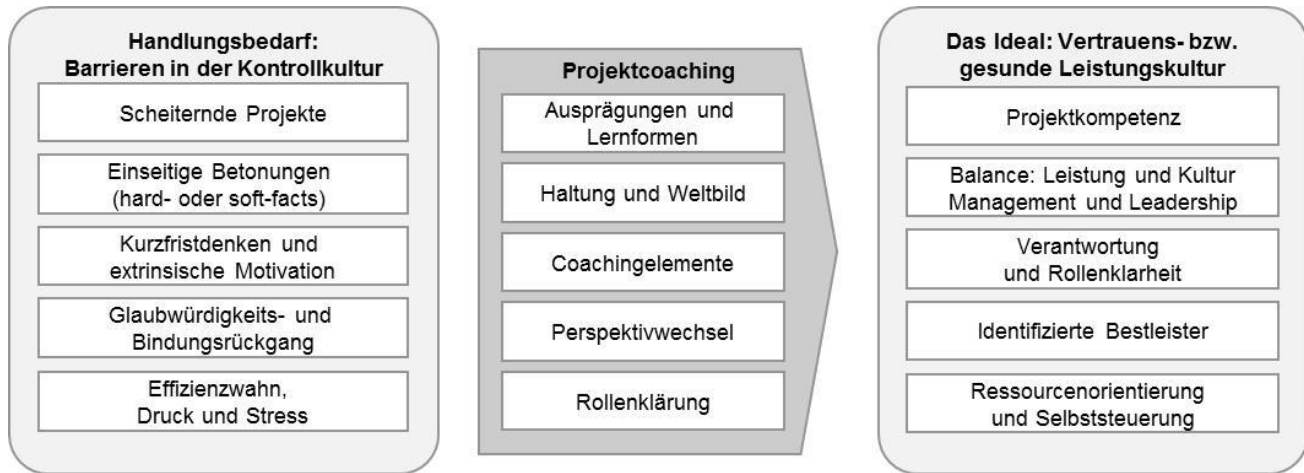 Handlungsbedarf:
Barrieren in der Kontrollkultur
Scheiternde Projekte
Einseitige Betonungen
(hard- oder soft-facts)
Kurzfristdenken und
extrinsische Motivation
Glaubwürdigkeits- und
Bindungsrückgang
Effizienzwahn,
Druck und Stress
Projektcoaching
Ausprägungen und
Lernformen
Haltung und Weltbild
Coachingelemente
Perspektivwechsel
Rollenklärung
Das Ideal: Vertrauens- bzw.
gesunde Leistungskultur
Projektkompetenz
Balance: Leistung und Kultur
Management und Leadership
Verantwortung
und Rollenklarheit
Identifizierte Bestleister
Ressourcenorientierung
und Selbststeuerung